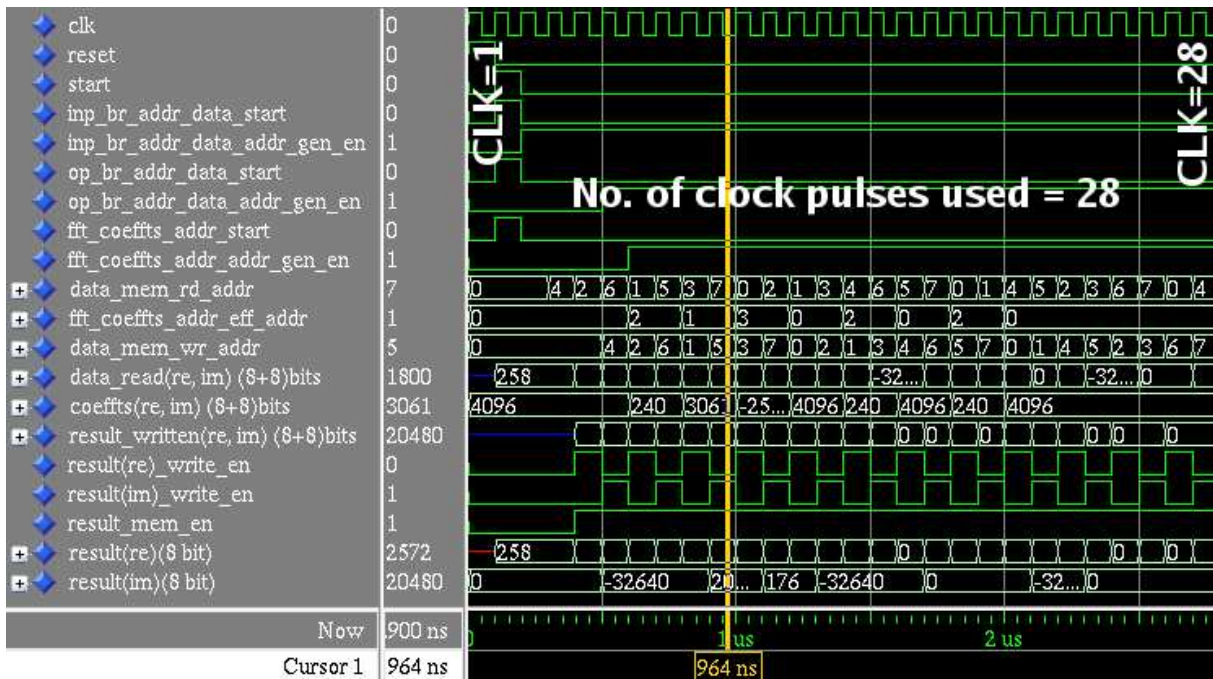 clk 0
reset 0
start 0
inp_br_addr_data_start 0
inp_br_addr_data_addr_gen_en 1
op_br_addr_data_start 0
op_br_addr_data_addr_gen_en 1
fft_coeffts_addr_start 0
fft_coeffts_addr_addr_gen_en 1
data_mem_rd_addr 7 0 4 2 6 1 5 3 7 0 2 1 3 4 6 5 7 0 1 4 5 2 3 6 7 0 4
fft_coeffts_addr_eff_addr 1 0 2 1 3 0 2 0 2 0
data_mem_wr_addr 5 0 4 2 6 1 5 3 7 0 2 1 3 4 6 5 7 0 1 4 5 2 3 6 7
data_read(re, im) (8+8)bits 1800 258 -32... 0 -32... 0
coeffts(re, im) (8+8)bits 3061 4096 240 3061 -25... 4096 240 4096 240 4096
result_written(re, im) (8+8)bits 20480 0 0 0 0 0 0
result(re)_write_en 0
result(im)_write_en 1
result_mem_en 1
result(re)(8 bit) 2572 258 0 0 0
result(im)(8 bit) 20480 0 -32640 20... 176 -32640 0 -32... 0
CLK=1
No. of clock pulses used = 28
CLK=28
Now .900 ns 1 us 2 us
Cursor 1 964 ns 964 ns